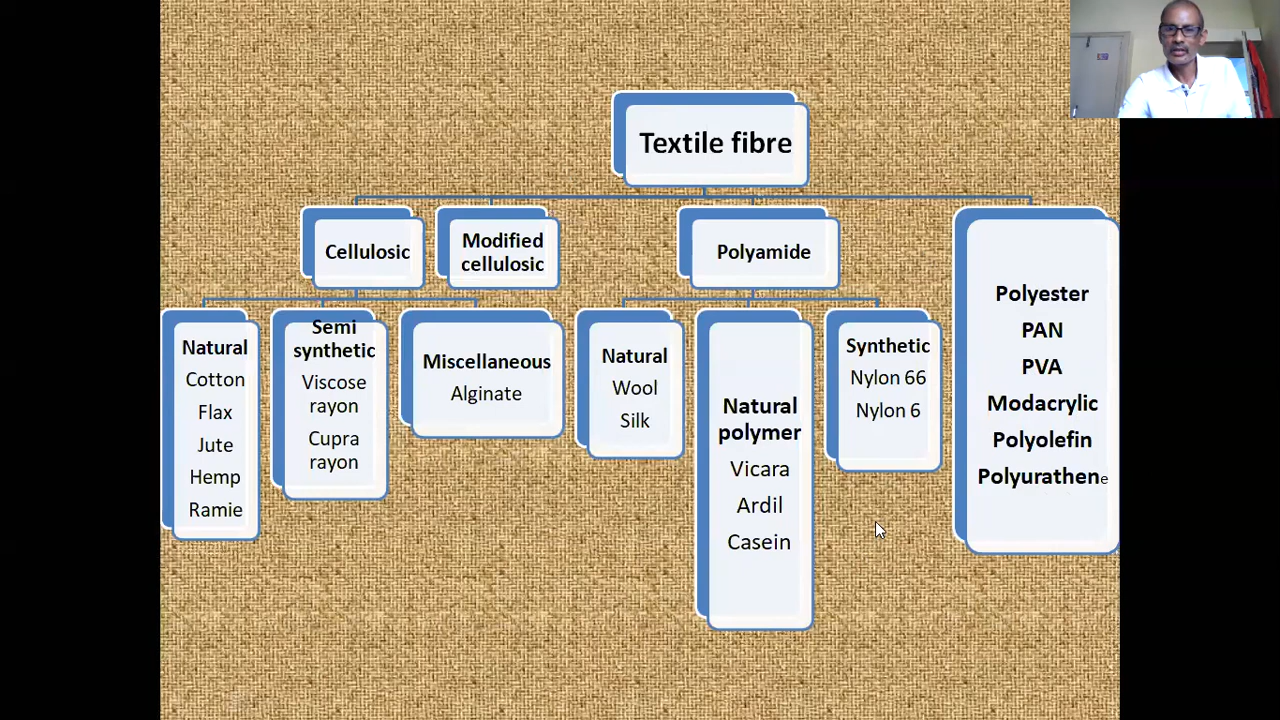 Textile fibre
Cellulosic
Modified
cellulosic
Polyamide
Polyester
PAN
PVA
Modacrylic
Polyolefin
Polyurathene
Natural
Cotton
Flax
Jute
Hemp
Ramie
Semi
synthetic
Viscose
rayon
Cupra
rayon
Miscellaneous
Alginate
Natural
Wool
Silk
Natural
polymer
Vicara
Ardil
Casein
Synthetic
Nylon 66
Nylon 6